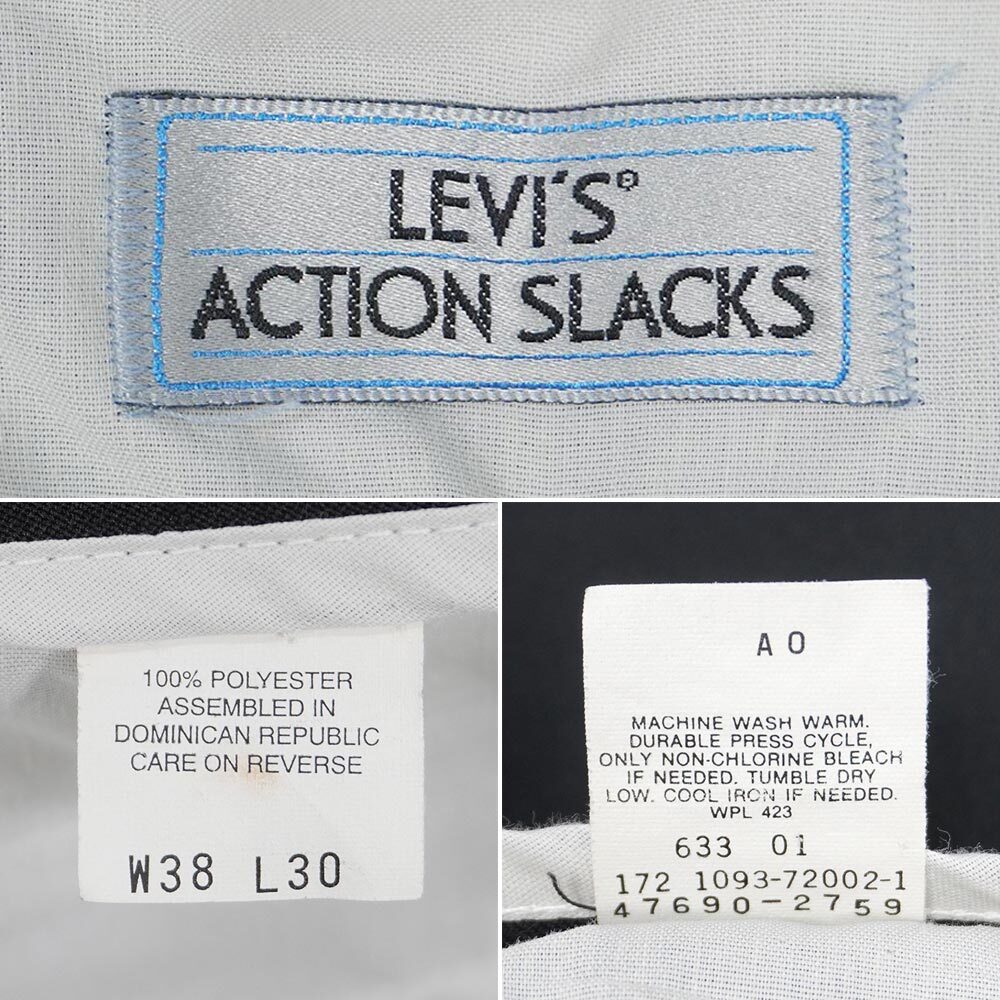 LEVI'S®
ACTION SLACKS
100% POLYESTER
ASSEMBLED IN
DOMINICAN REPUBLIC
CARE ON REVERSE
W38 L30
A 0
MACHINE WASH WARM.
DURABLE PRESS CYCLE,
ONLY NON-CHLORINE BLEACH
IF NEEDED. TUMBLE DRY
LOW. COOL IRON IF NEEDED.
WPL 423
633 01
172 1093-72002-1
47690-2759